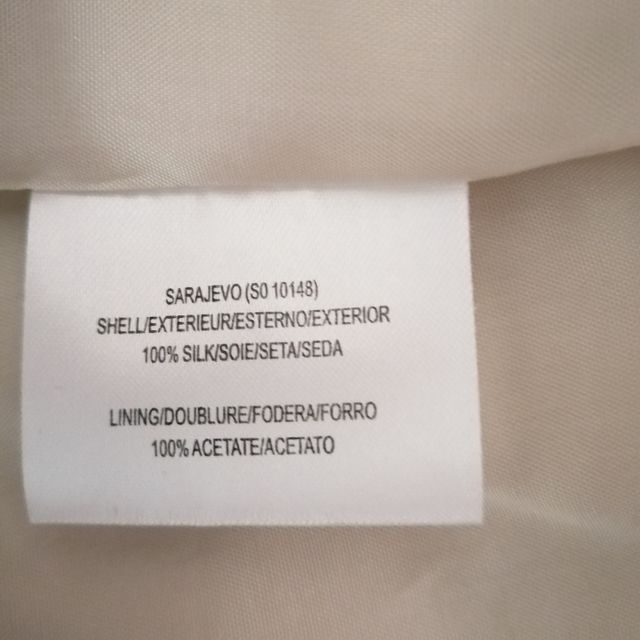 SARAJEVO (S0 10148)
SHELL/EXTERIEUR/ESTERNO/EXTERIOR
100% SILK/SOIE/SETA/SEDA
LINING/DOUBLURE/FODERA/FORRO
100% ACETATE/ACETATO